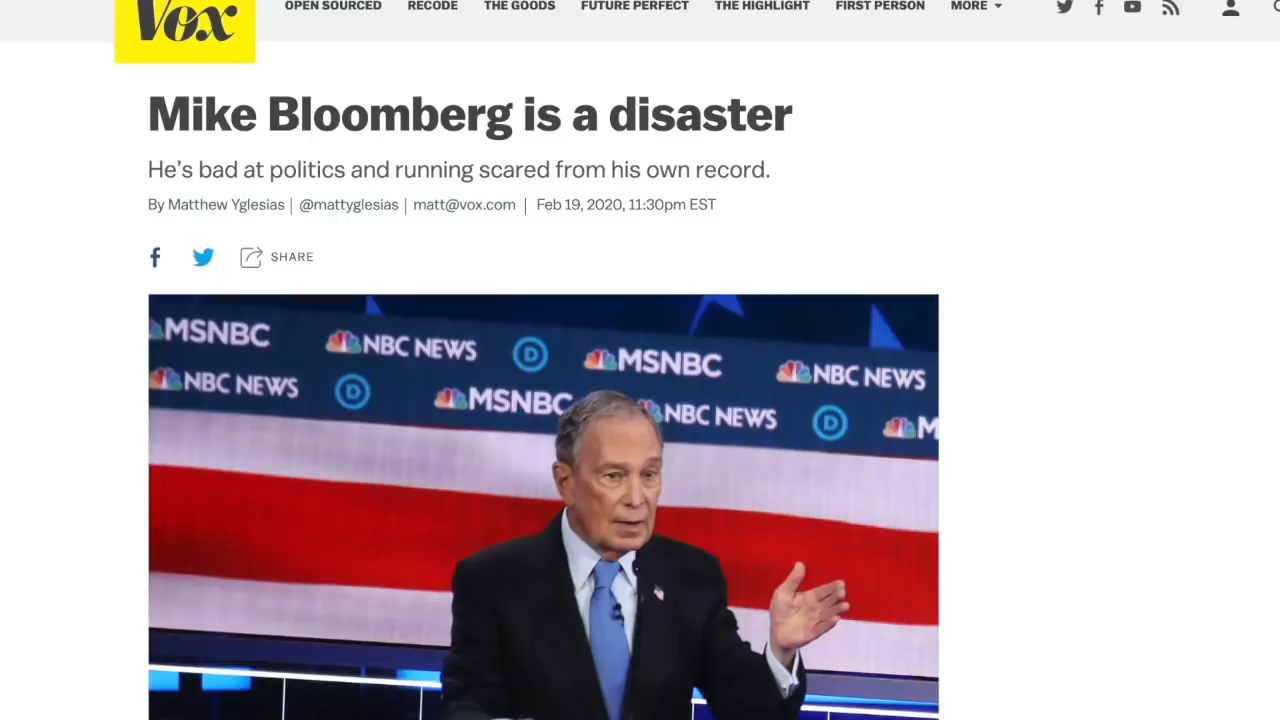 Vox
OPEN SOURCED RECODE THE GOODS FUTURE PERFECT THE HIGHLIGHT FIRST PERSON MORE
Mike Bloomberg is a disaster
He's bad at politics and running scared from his own record.
By Matthew Yglesias | @mattyglesias | matt@vox.com | Feb 19, 2020, 11:30pm EST
SHARE
MSNBC NBC NEWS D MSNBC NBC NEWS
NBC NEWS D MSNBC NBC NEWS D M